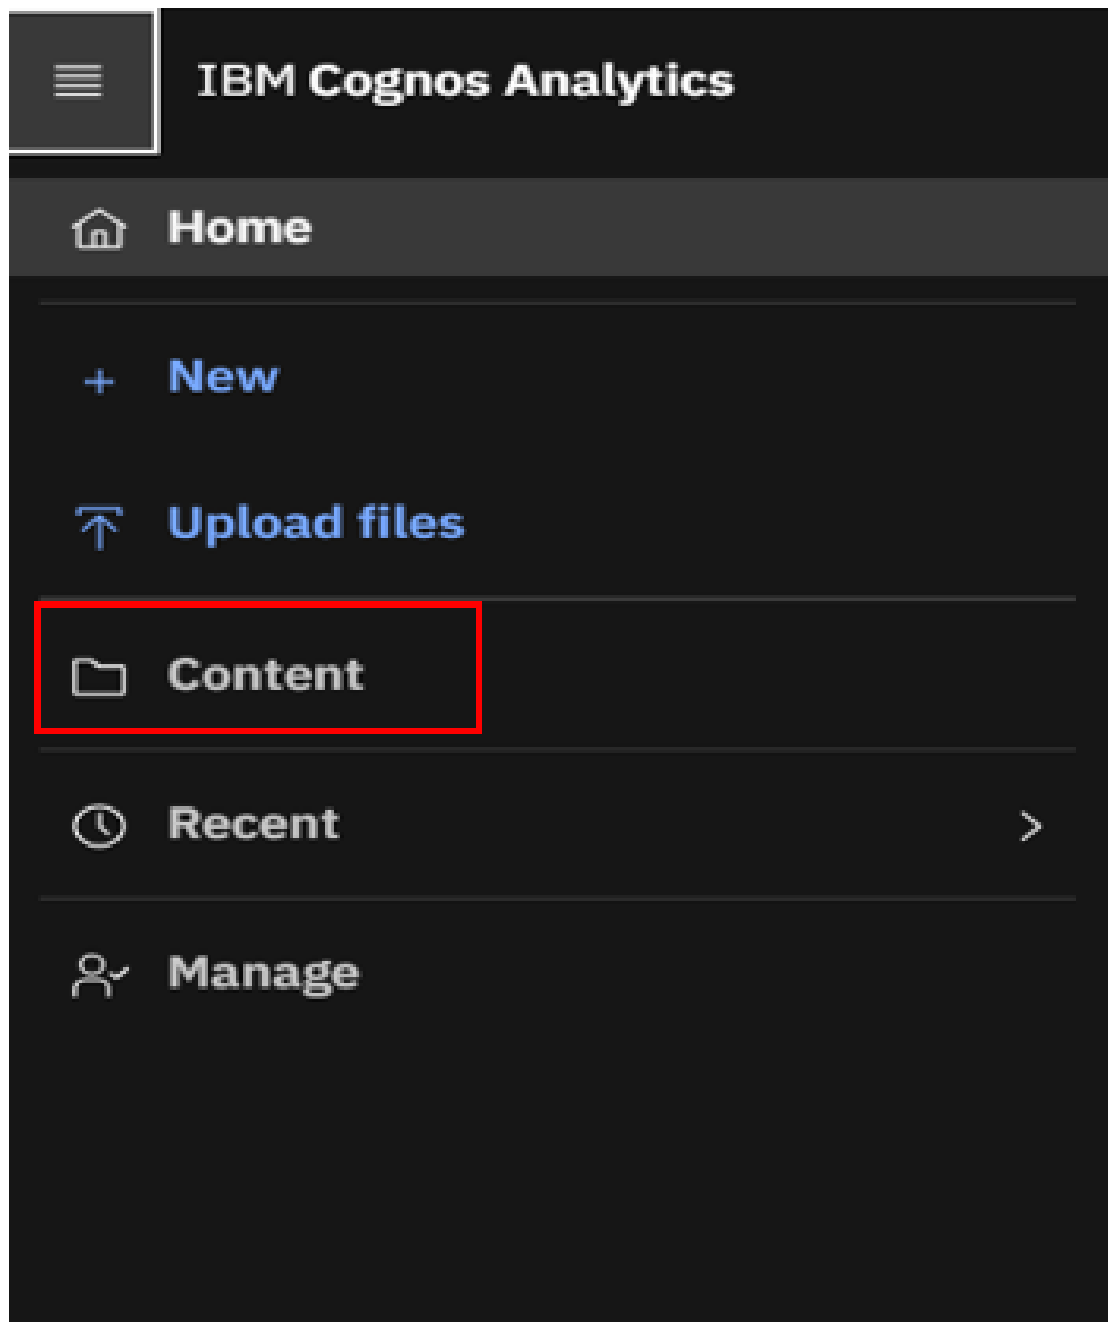 IBM Cognos Analytics
Home
New
Upload files
Content
Recent
Manage